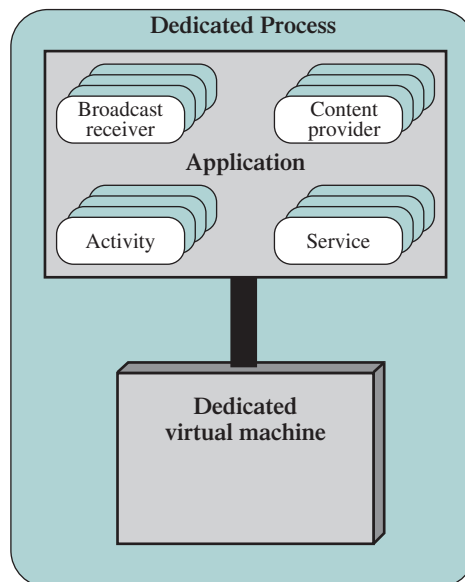 Dedicated Process
Broadcast
receiver
Content
provider
Application
Activity
Service
Dedicated
virtual machine